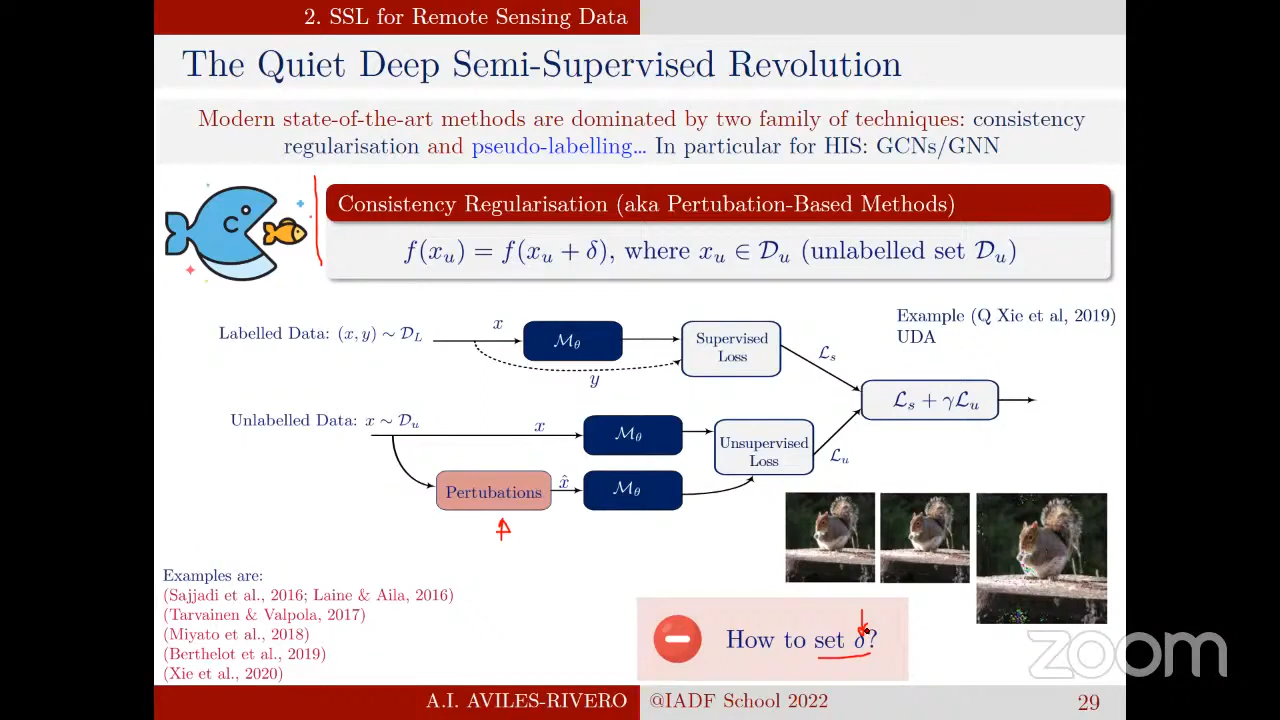 2. SSL for Remote Sensing Data
The Quiet Deep Semi-Supervised Revolution
Modern state-of-the-art methods are dominated by two family of techniques: consistency
regularisation and pseudo-labelling... In particular for HIS: GCNs/GNN
Consistency Regularisation (aka Pertubation-Based Methods)
f(x_u) = f(x_u + δ), where x_u ∈ 𝒟_u (unlabelled set 𝒟_u)
Example (Q Xie et al, 2019)
UDA
Labelled Data: (x, y) ∼ 𝒟_L
x
ℳ_θ
Supervised
Loss
ℒ_s
y
ℒ_s + γℒ_u
Unlabelled Data: x ∼ 𝒟_u
x
ℳ_θ
Unsupervised
Loss
ℒ_u
Pertubations
x̂
ℳ_θ
Examples are:
(Sajjadi et al., 2016; Laine & Aila, 2016)
(Tarvainen & Valpola, 2017)
(Miyato et al., 2018)
(Berthelot et al., 2019)
(Xie et al., 2020)
How to set δ?
zoom
A.I. AVILES-RIVERO
@IADF School 2022
29